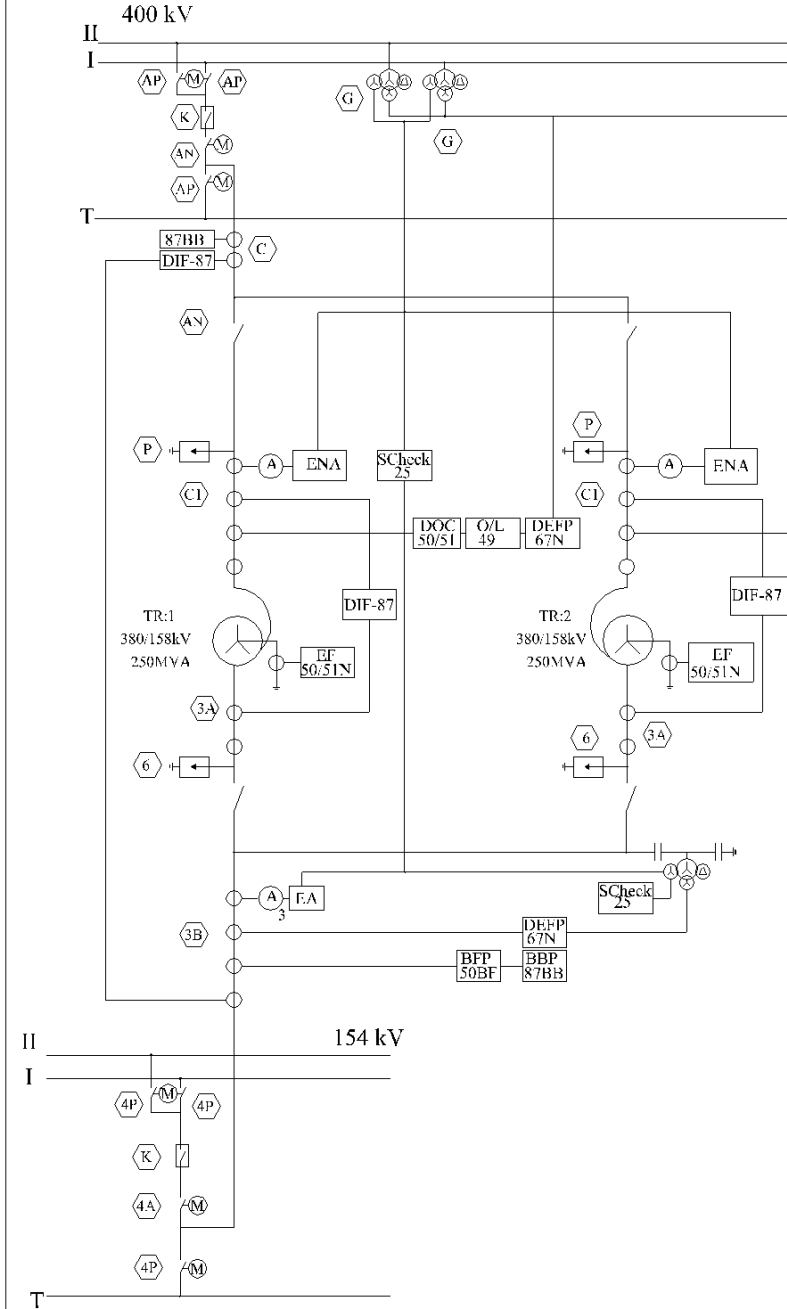 400 kV
II
I
AP
M
AP
K
G
G
AN
M
AP
M
T
87BB
C
DIF-87
AN
P
P
A
ENA
SCheck
25
A
ENA
C1
C1
DOC
50/51
O/L
49
DEFP
67N
DIF-87
DIF-87
TR:1
380/158kV
250MVA
EF
50/51N
TR:2
380/158kV
250MVA
EF
50/51N
3A
3A
6
6
A
3
EA
SCheck
25
3B
DEFP
67N
BFP
50BF
BBP
87BB
154 kV
II
I
4P
M
4P
K
4A
M
4P
M
T